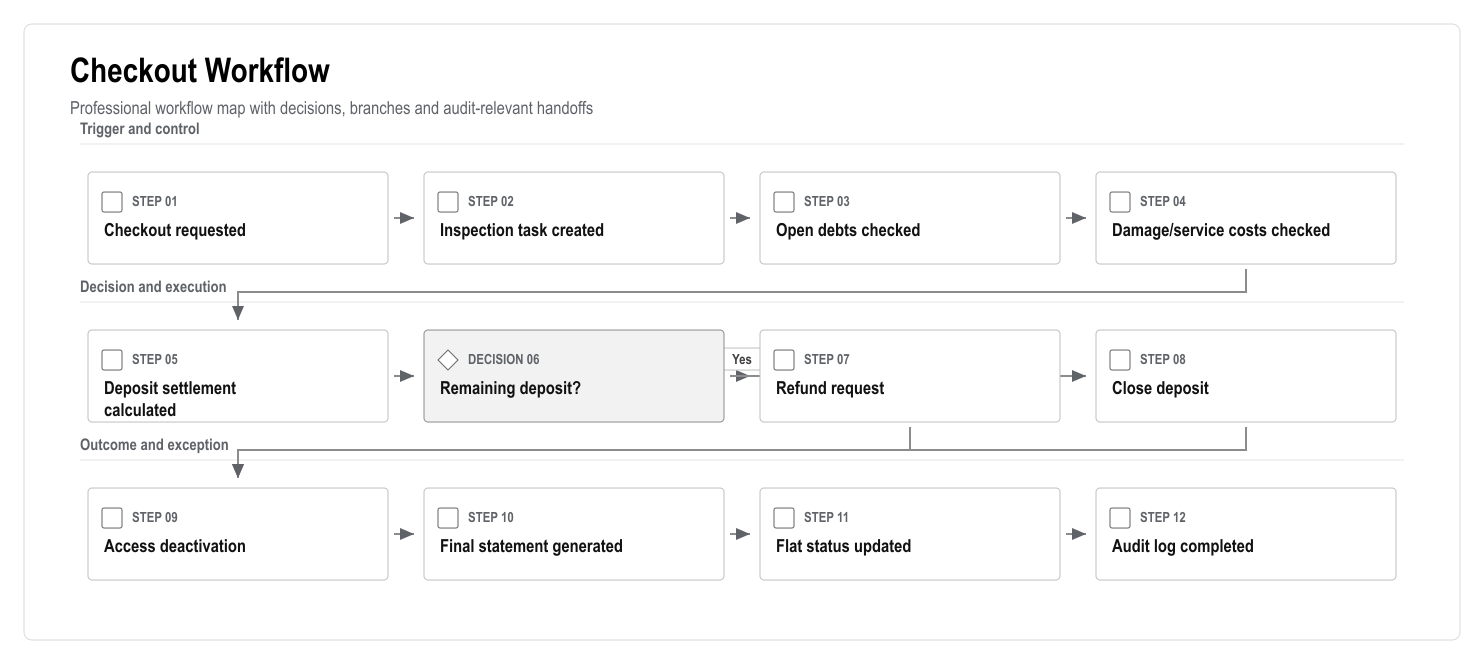 Checkout Workflow
Professional workflow map with decisions, branches and audit-relevant handoffs
Trigger and control
STEP 01
Checkout requested
STEP 02
Inspection task created
STEP 03
Open debts checked
STEP 04
Damage/service costs checked
Decision and execution
STEP 05
Deposit settlement
calculated
DECISION 06
Remaining deposit?
Yes
STEP 07
Refund request
STEP 08
Close deposit
Outcome and exception
STEP 09
Access deactivation
STEP 10
Final statement generated
STEP 11
Flat status updated
STEP 12
Audit log completed